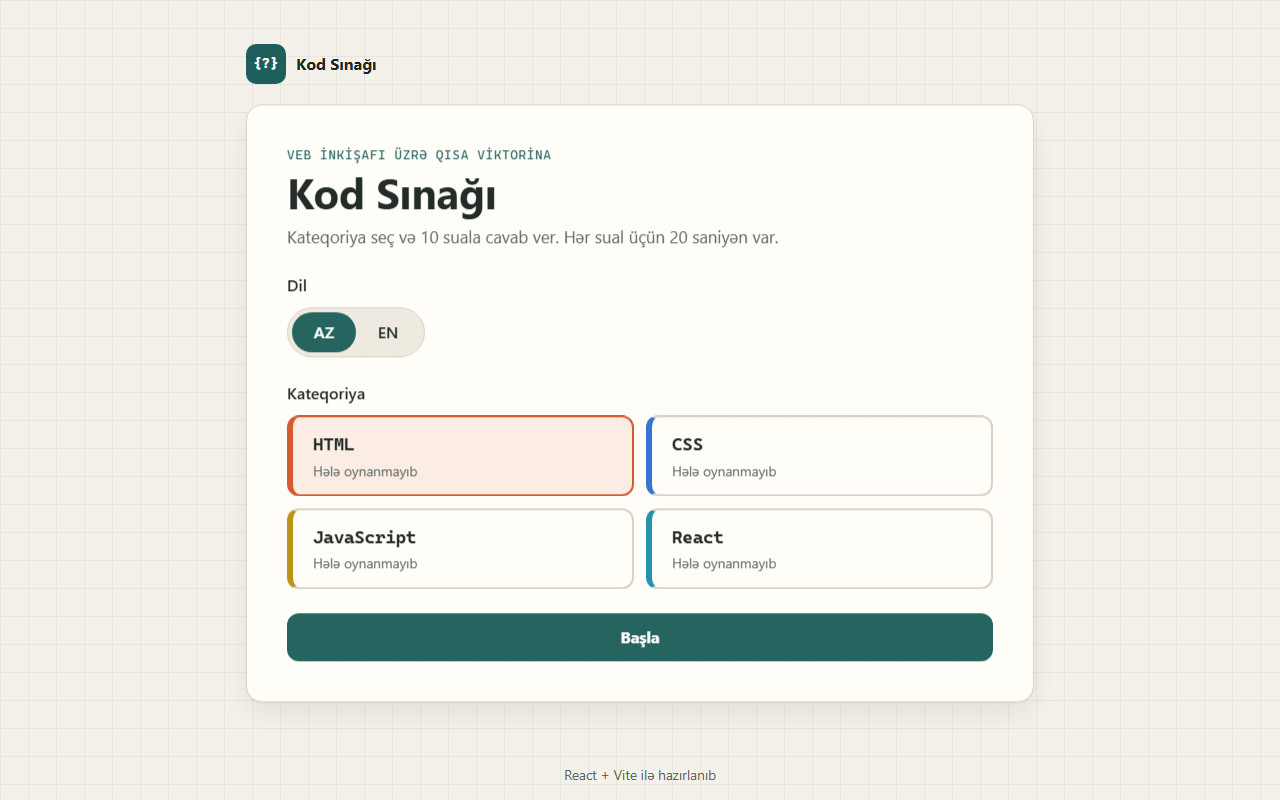 {?} Kod Sınağı
VEB İNKİŞAFI ÜZRƏ QISA VİKTORİNA
Kod Sınağı
Kateqoriya seç və 10 suala cavab ver. Hər sual üçün 20 saniyən var.
Dil
AZ EN
Kateqoriya
HTML
Hələ oynanmayıb
CSS
Hələ oynanmayıb
JavaScript
Hələ oynanmayıb
React
Hələ oynanmayıb
Başla
React + Vite ilə hazırlanıb